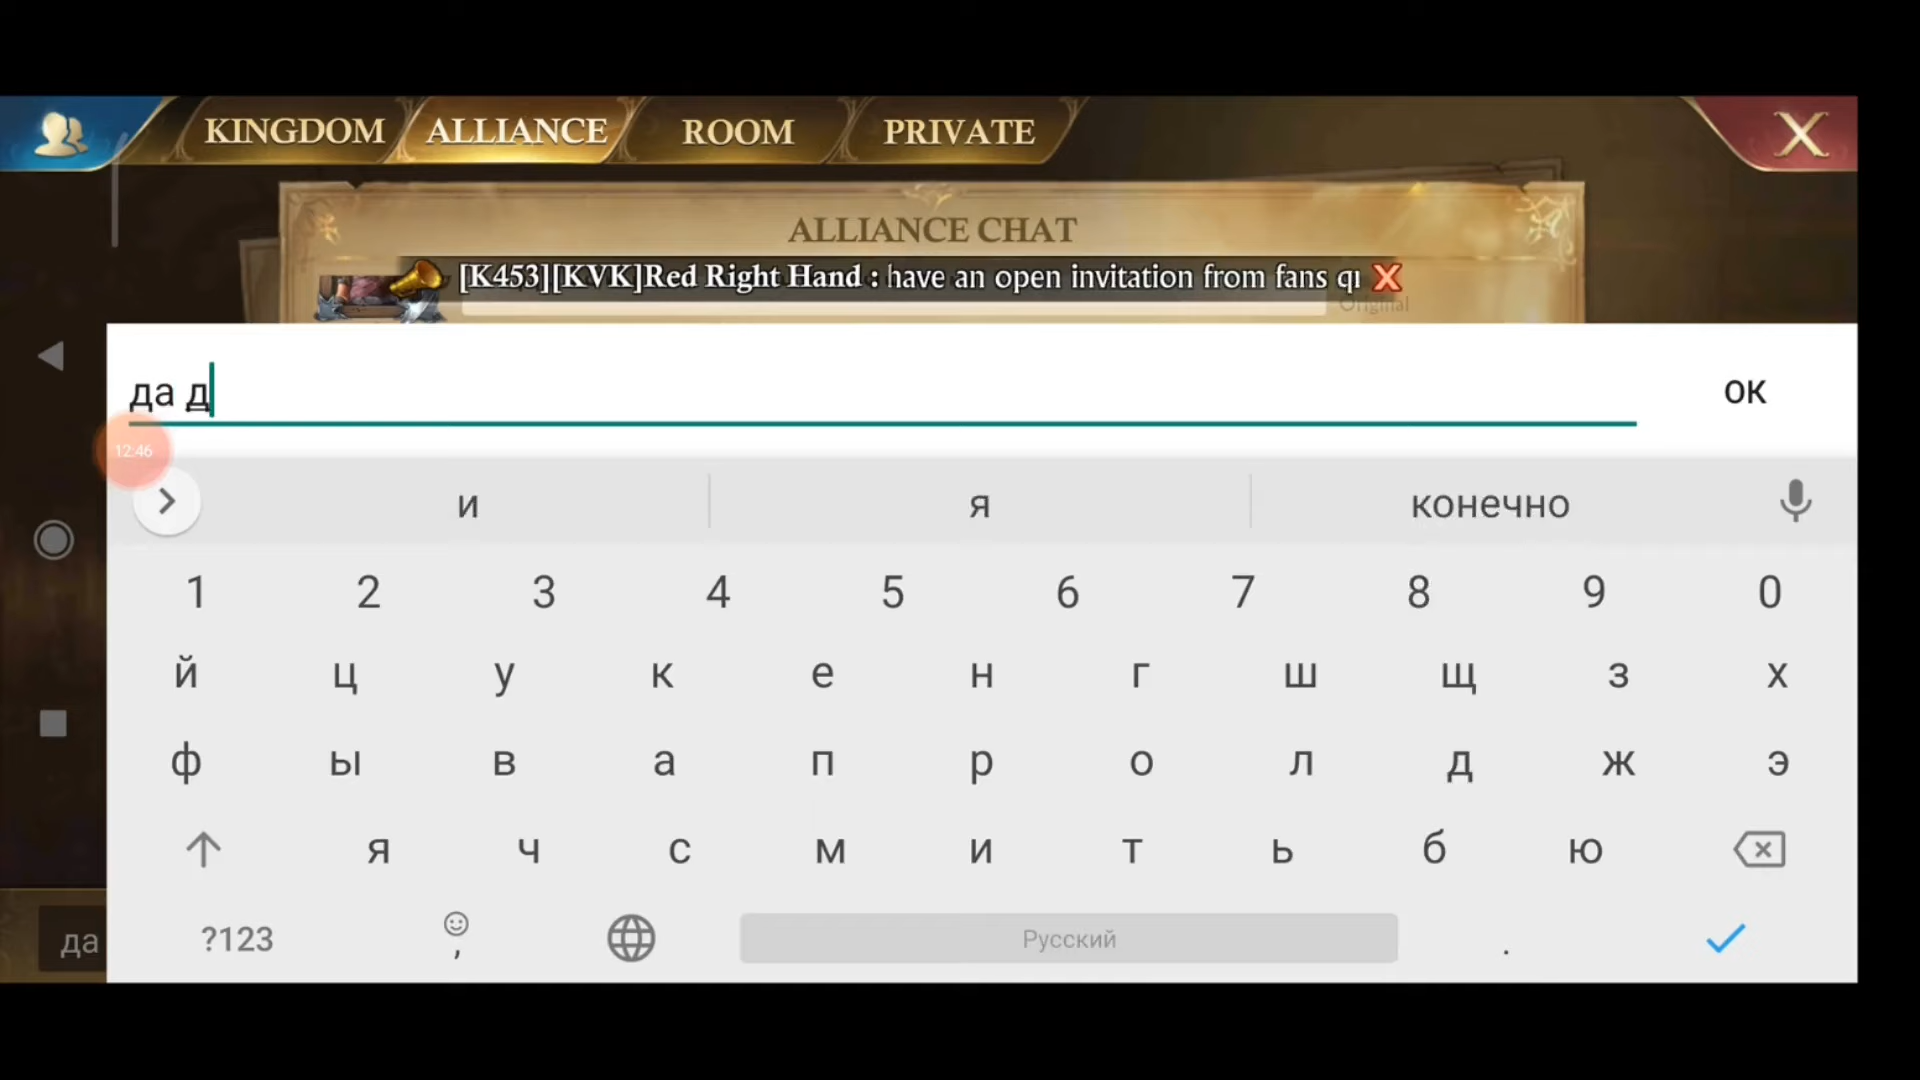 KINGDOM ALLIANCE ROOM PRIVATE X
ALLIANCE CHAT
[K453][KVK]Red Right Hand : have an open invitation from fans
Original
да д
ок
12:46
и я конечно
1 2 3 4 5 6 7 8 9 0
й ц у к е н г ш щ з х
ф ы в а п р о л д ж э
я ч с м и т ь б ю
да ?123 , Русский .